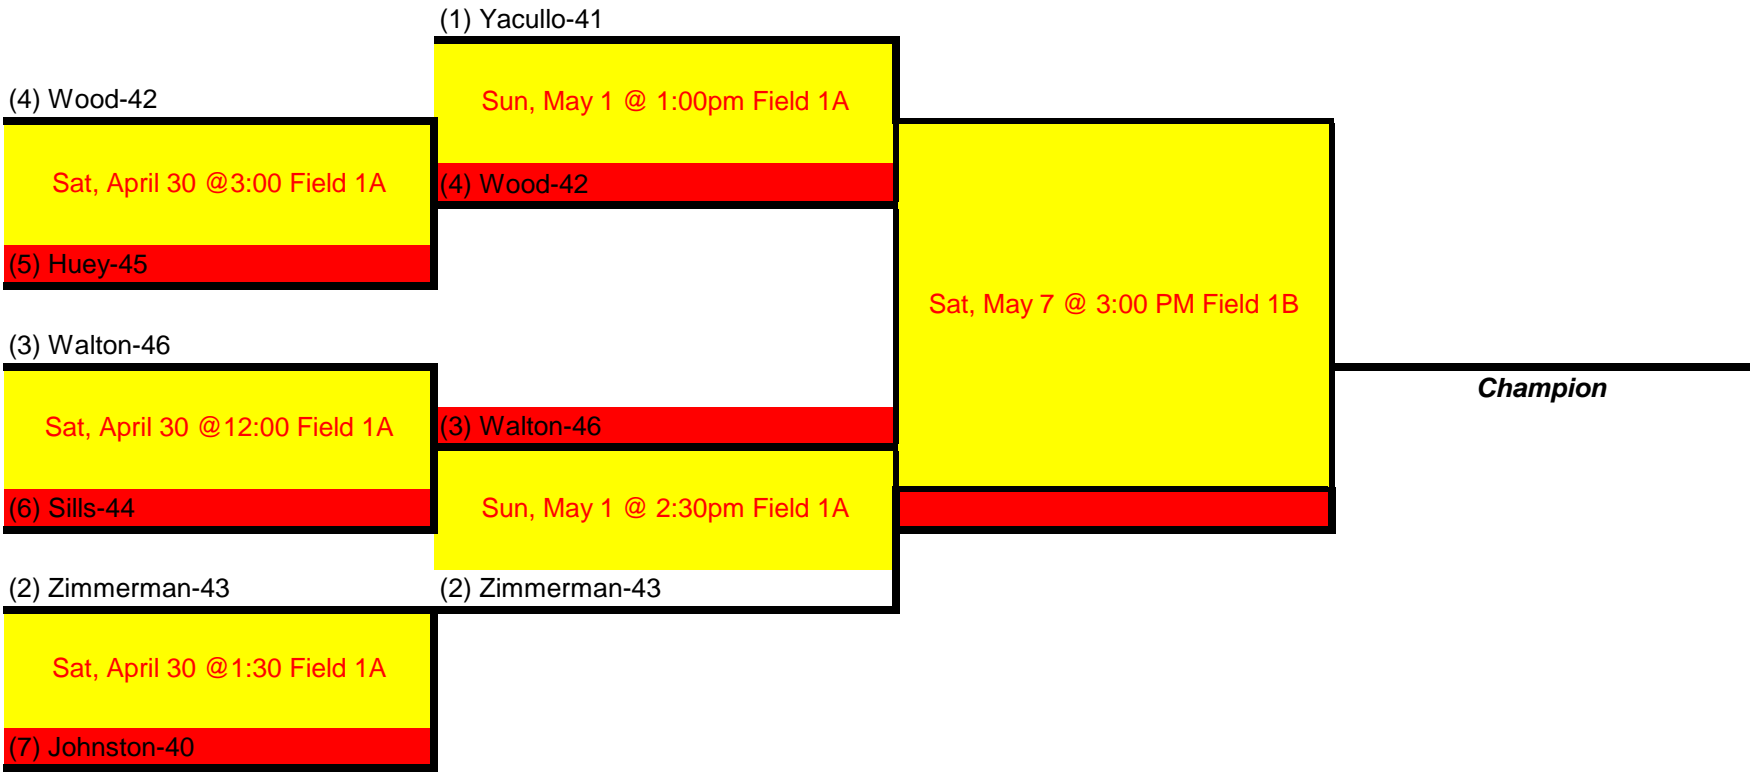 (1) Yacullo-41
(4) Wood-42
Sun, May 1 @ 1:00pm Field 1A
Sat, April 30 @3:00 Field 1A
(4) Wood-42
(5) Huey-45
Sat, May 7 @ 3:00 PM Field 1B
(3) Walton-46
Champion
Sat, April 30 @12:00 Field 1A
(3) Walton-46
(6) Sills-44
Sun, May 1 @ 2:30pm Field 1A
(2) Zimmerman-43
(2) Zimmerman-43
Sat, April 30 @1:30 Field 1A
(7) Johnston-40